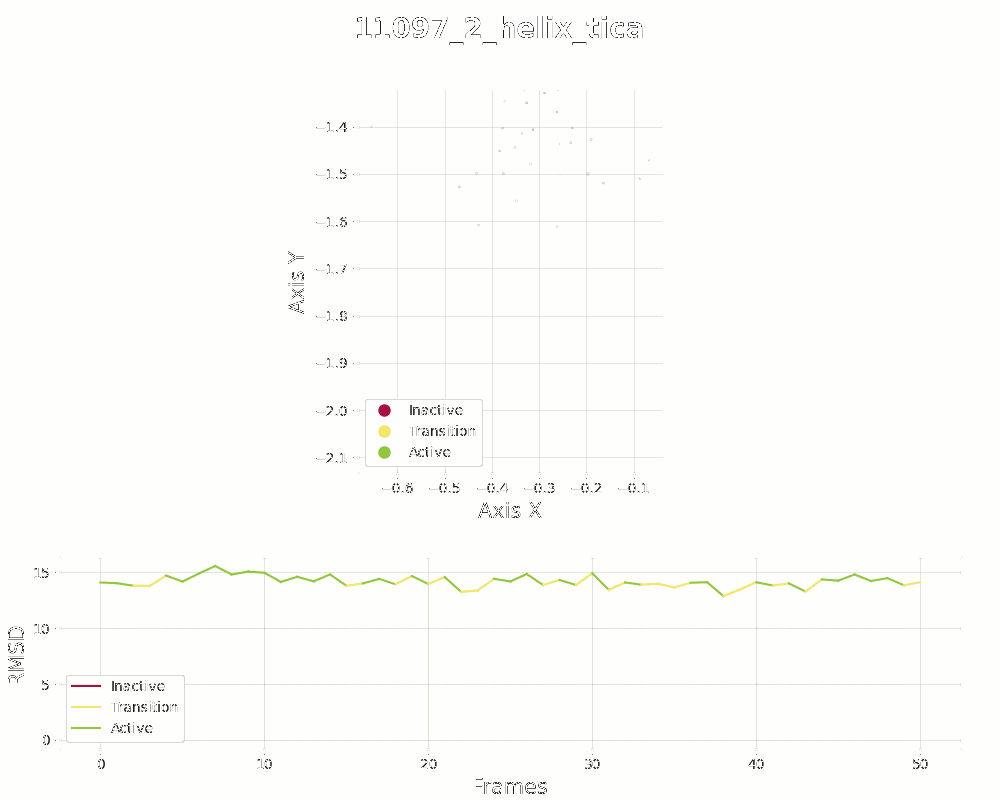 11097_2_helix_tica
−1.4
−1.5
−1.6
−1.7
−1.8
−1.9
−2.0
−2.1
Axis Y
Inactive
Transition
Active
−0.6 −0.5 −0.4 −0.3 −0.2 −0.1
Axis X
15
10
5
0
RMSD
Inactive
Transition
Active
0 10 20 30 40 50
Frames